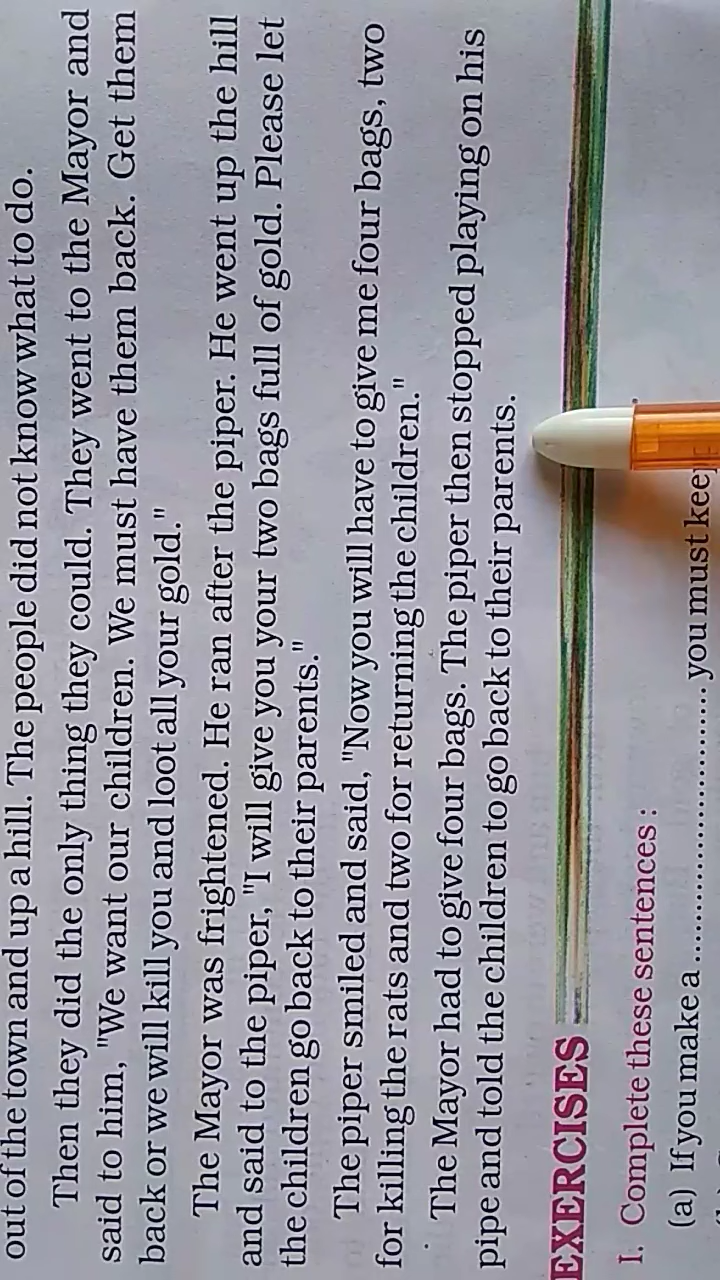 out of the town and up a hill. The people did not know what to do.
Then they did the only thing they could. They went to the Mayor and
said to him, "We want our children. We must have them back. Get them
back or we will kill you and loot all your gold."
The Mayor was frightened. He ran after the piper. He went up the hill
and said to the piper, "I will give you your two bags full of gold. Please let
the children go back to their parents."
The piper smiled and said, "Now you will have to give me four bags, two
for killing the rats and two for returning the children."
The Mayor had to give four bags. The piper then stopped playing on his
pipe and told the children to go back to their parents.
EXERCISES
I. Complete these sentences :
(a) If you make a .................................. you must